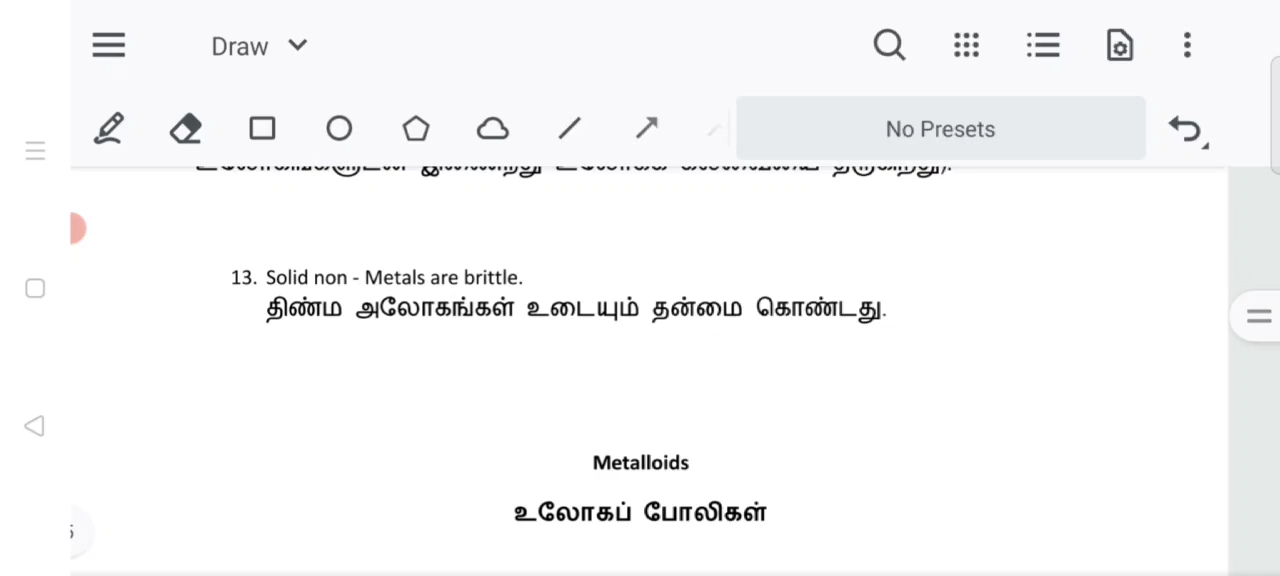 Draw
No Presets
13. Solid non - Metals are brittle.
திண்ம அலோகங்கள் உடையும் தன்மை கொண்டது.
Metalloids
உலோகப் போலிகள்